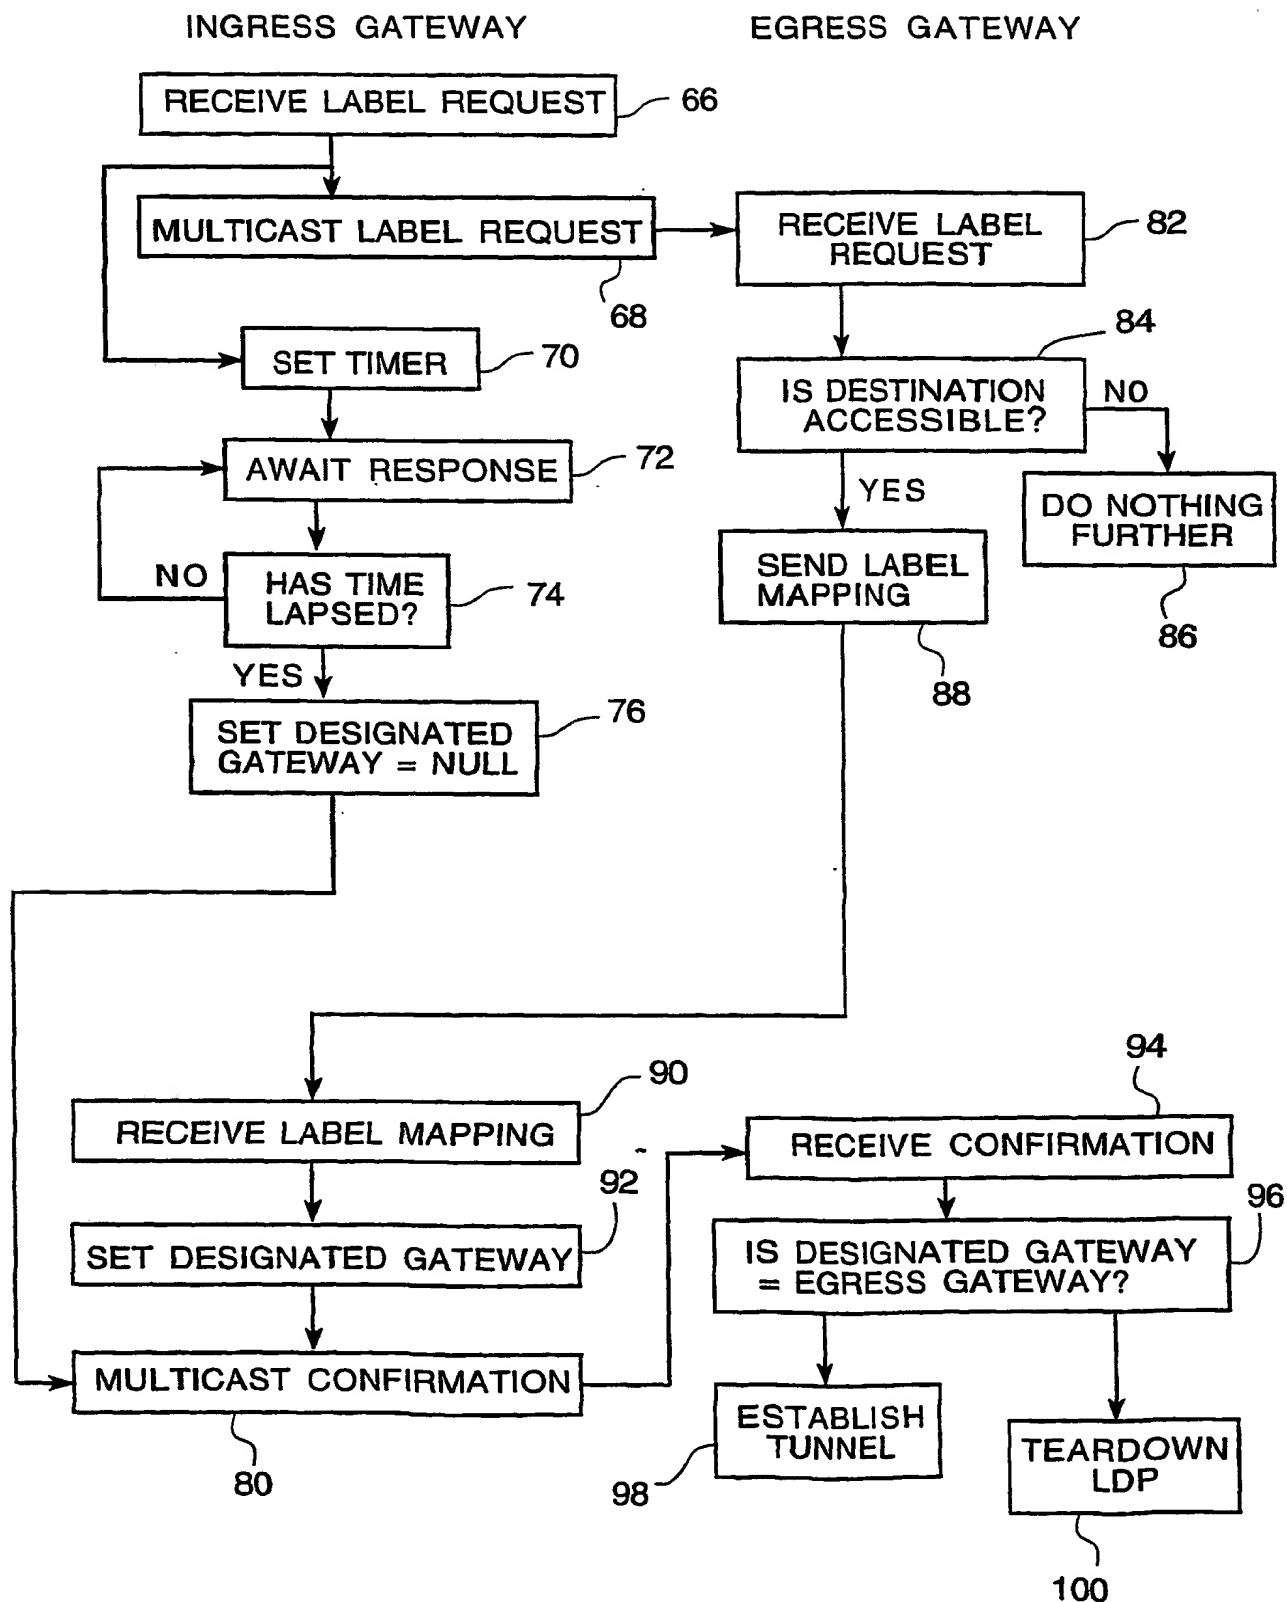 INGRESS GATEWAY
EGRESS GATEWAY
RECEIVE LABEL REQUEST
66
MULTICAST LABEL REQUEST
68
RECEIVE LABEL
REQUEST
82
SET TIMER
70
84
IS DESTINATION
ACCESSIBLE?
NO
AWAIT RESPONSE
72
YES
DO NOTHING
FURTHER
86
NO
HAS TIME
LAPSED?
74
SEND LABEL
MAPPING
88
YES
SET DESIGNATED
GATEWAY = NULL
76
90
RECEIVE LABEL MAPPING
94
RECEIVE CONFIRMATION
92
SET DESIGNATED GATEWAY
96
IS DESIGNATED GATEWAY
= EGRESS GATEWAY?
MULTICAST CONFIRMATION
80
ESTABLISH
TUNNEL
98
TEARDOWN
LDP
100